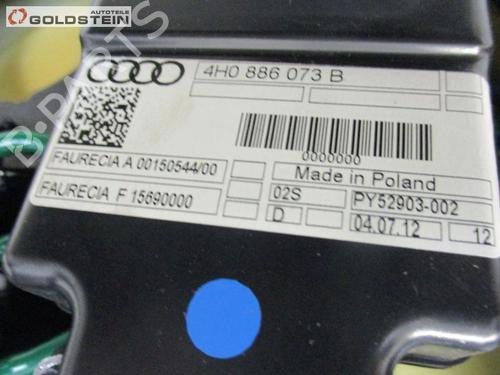 Autoteile
GOLDSTEIN
B-PARTS
4H0 886 073 B
0000000
FAURECIA A 00150544/00
Made in Poland
FAURECIA F 15690000
02S
PY52903-002
D
04.07.12
12